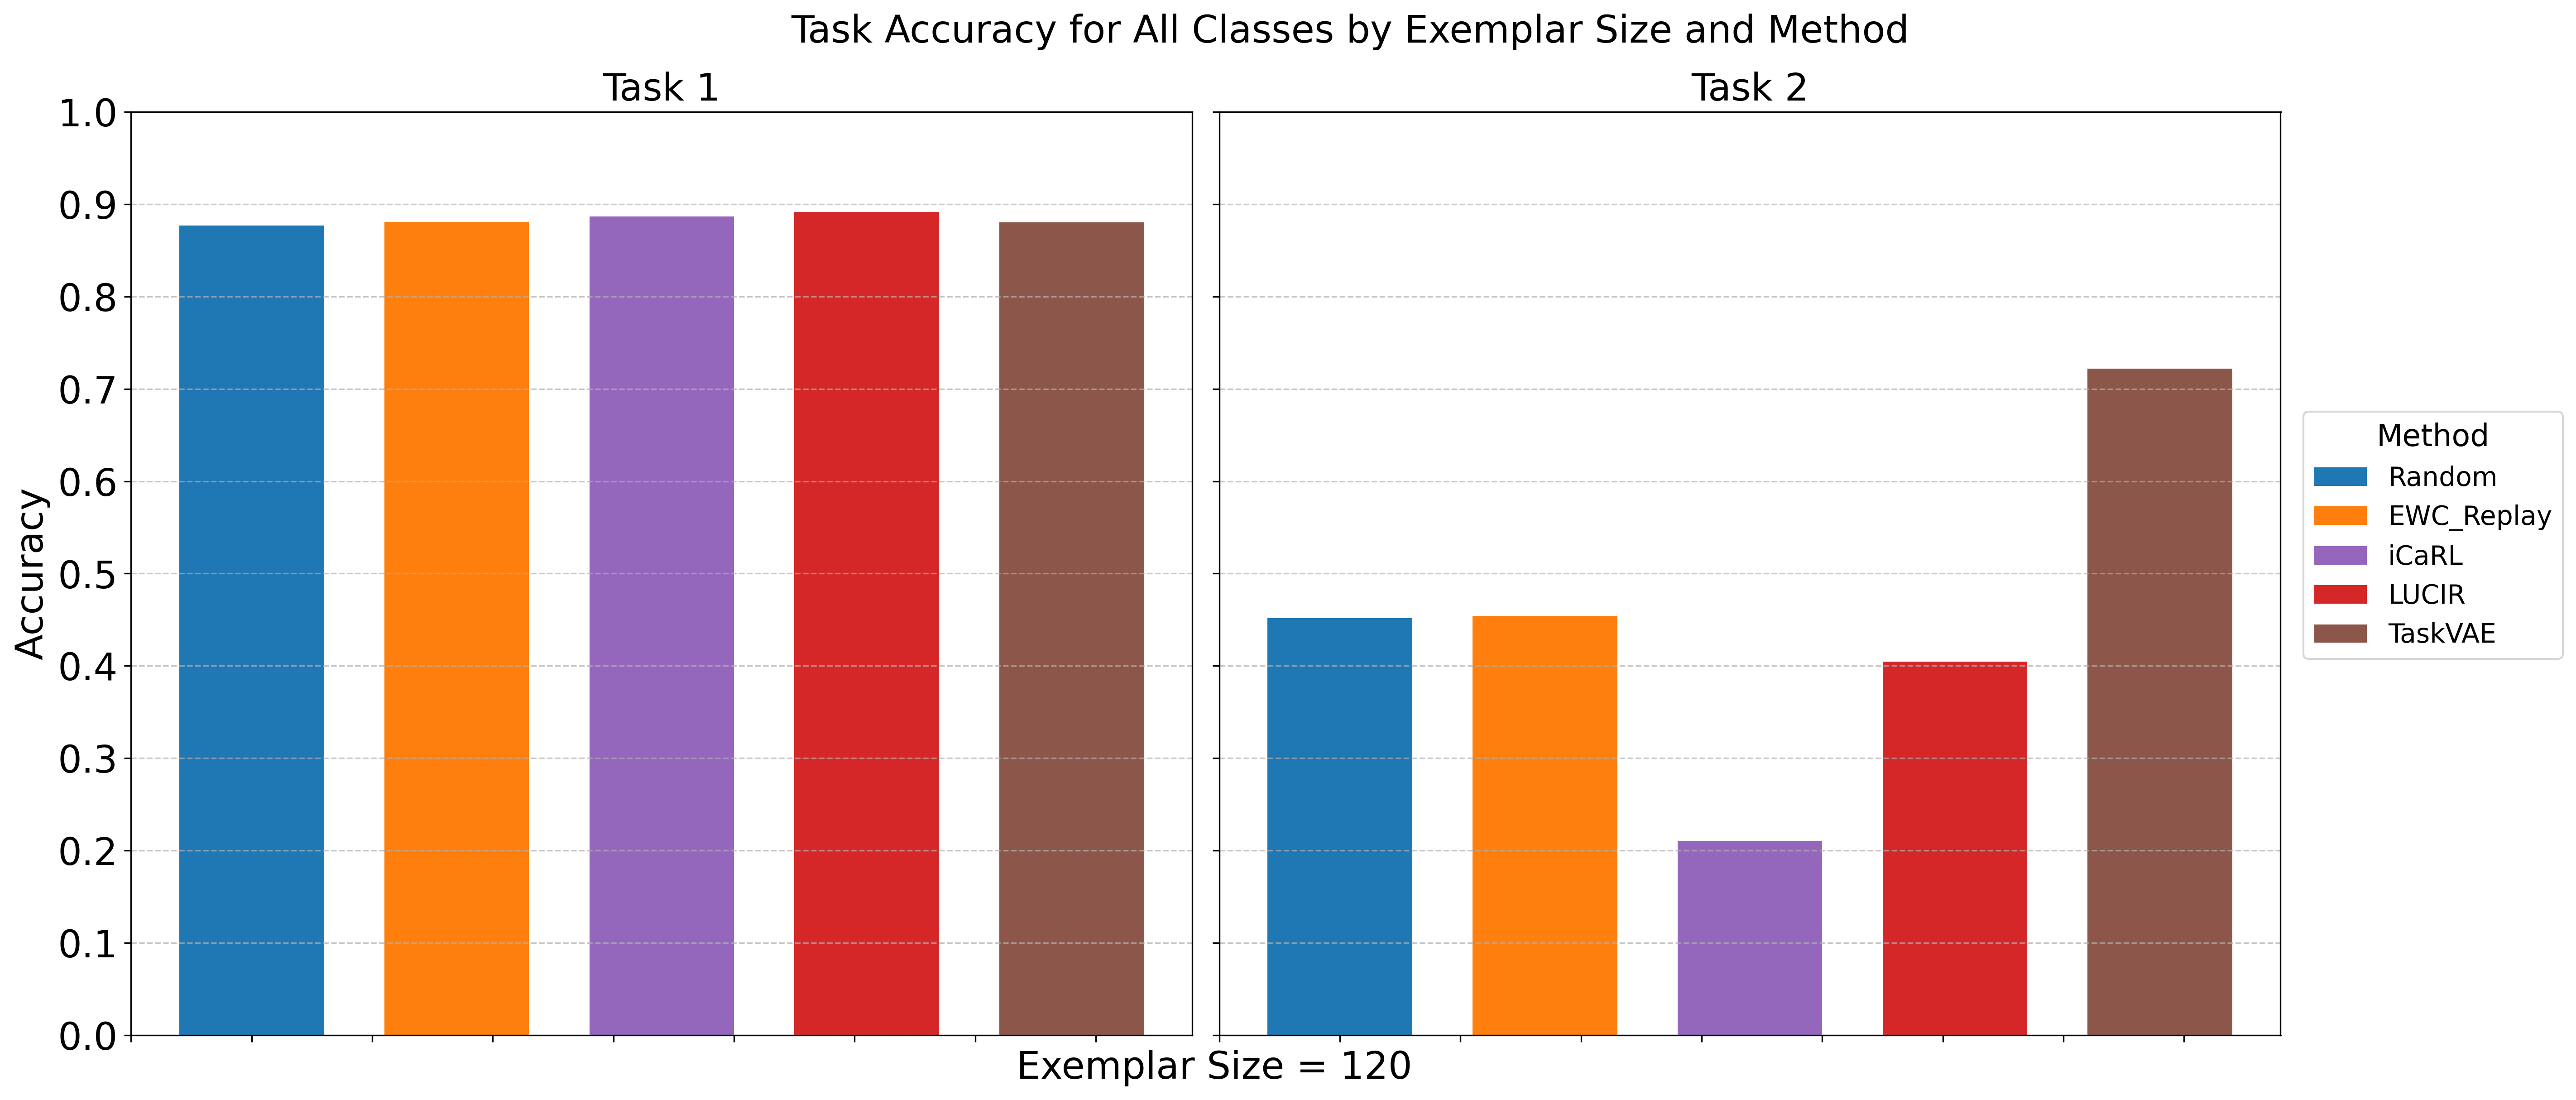 Task Accuracy for All Classes by Exemplar Size and Method
Task 1
Task 2
1.0
0.9
0.8
0.7
0.6
0.5
0.4
0.3
0.2
0.1
0.0
Accuracy
Exemplar Size = 120
Method
Random
EWC_Replay
iCaRL
LUCIR
TaskVAE